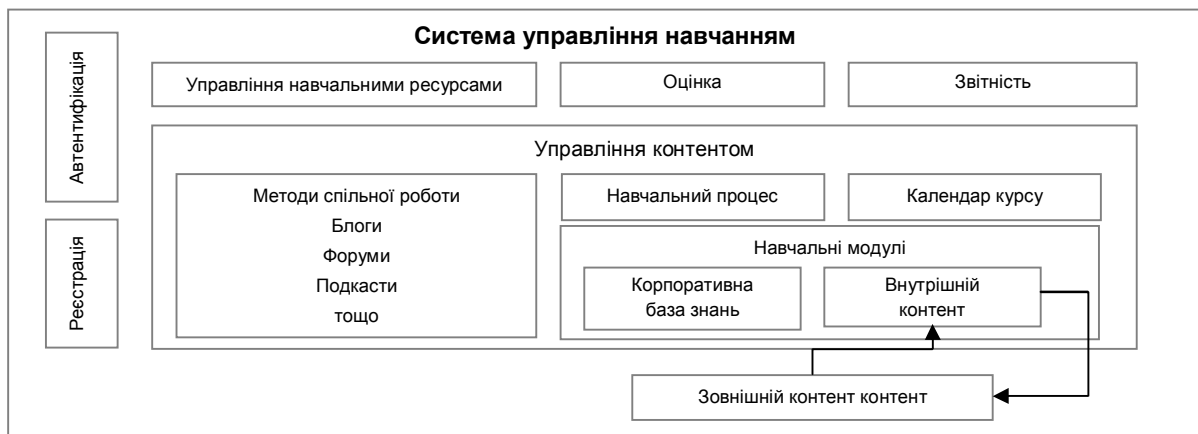 Система управління навчанням
Автентифікація
Реєстрація
Управління навчальними ресурсами
Оцінка
Звітність
Управління контентом
Методи спільної роботи
Блоги
Форуми
Подкасти
тощо
Навчальний процес
Календар курсу
Навчальні модулі
Корпоративна
база знань
Внутрішній
контент
Зовнішній контент контент